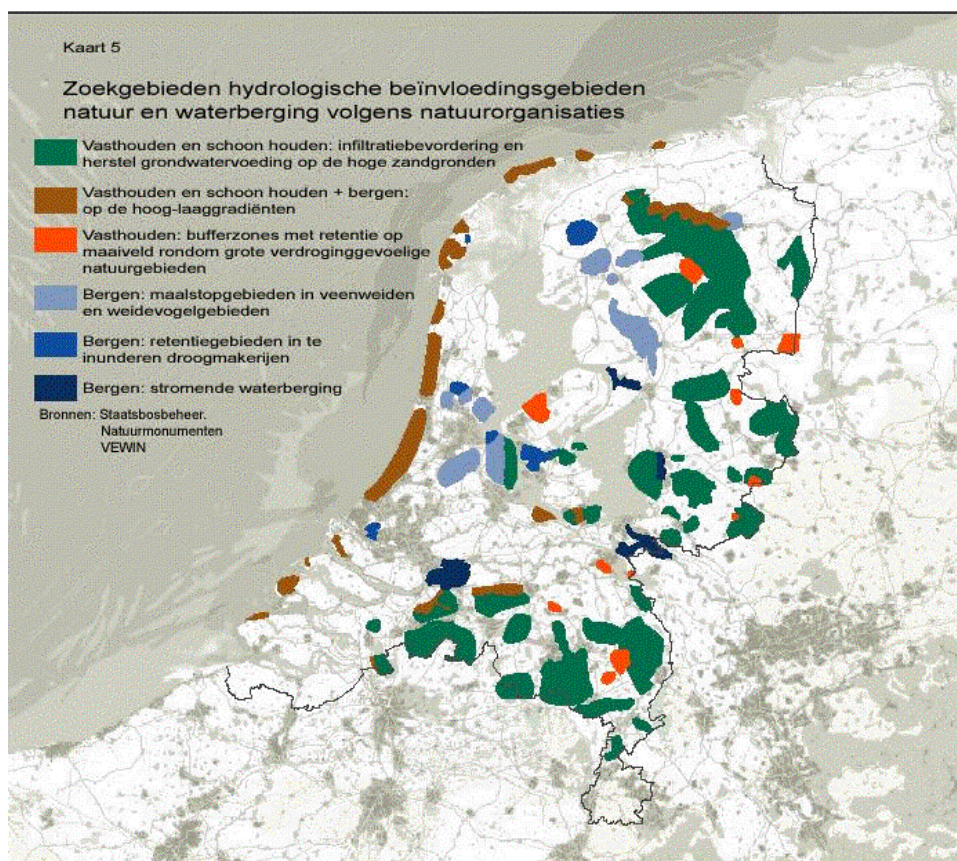 Kaart 5
Zoekgebieden hydrologische beïnvloedingsgebieden
natuur en waterberging volgens natuurorganisaties
Vasthouden en schoon houden: infiltratiebevordering en
herstel grondwatervoeding op de hoge zandgronden
Vasthouden en schoon houden + bergen:
op de hoog-laaggradiënten
Vasthouden: bufferzones met retentie op
maaiveld rondom grote verdroginggevoelige
natuurgebieden
Bergen: maalstopgebieden in veenweiden
en weidevogelgebieden
Bergen: retentiegebieden in te
inunderen droogmakerijen
Bergen: stromende waterberging
Bronnen: Staatsbosbeheer.
Natuurmonumenten
VEWIN